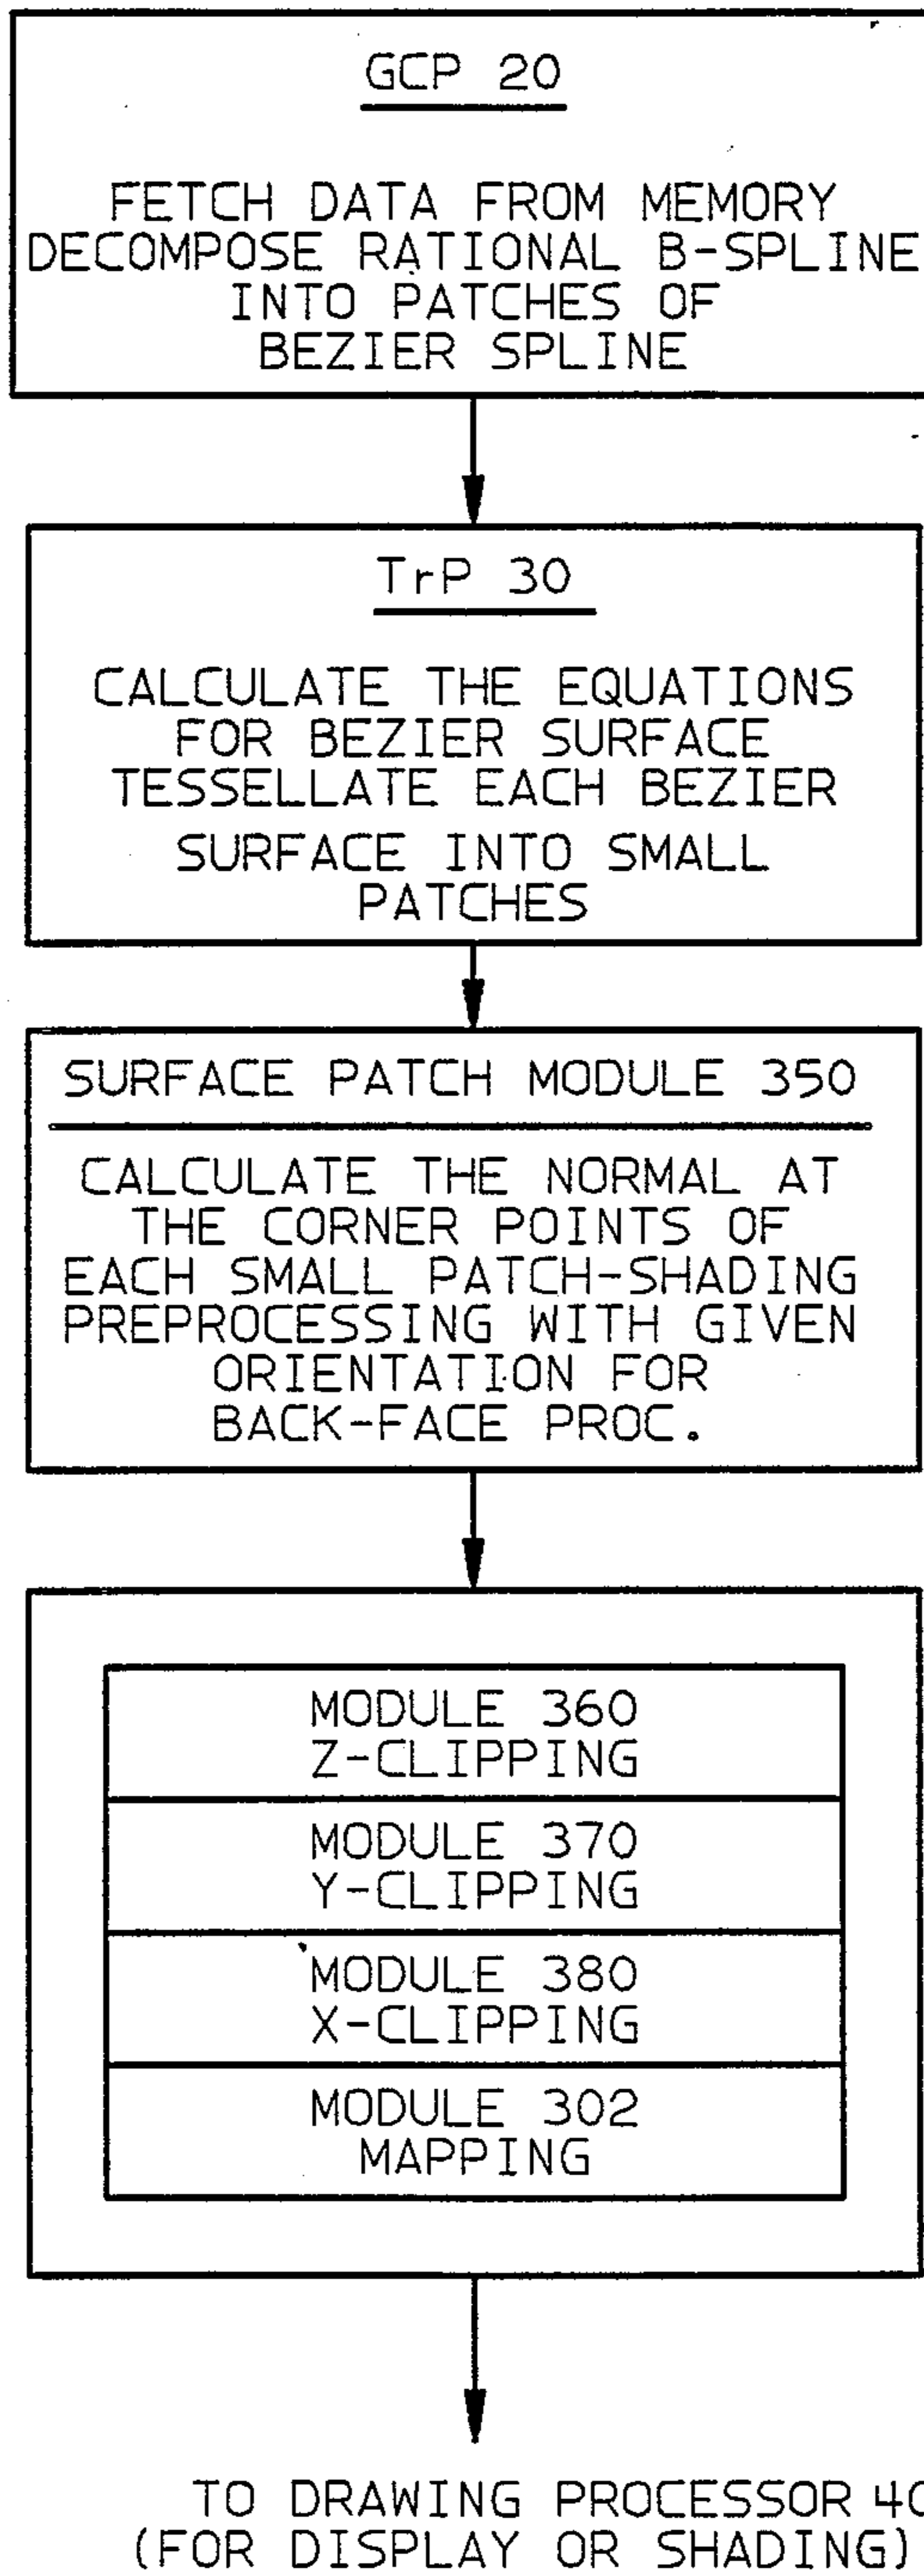 GCP 20
FETCH DATA FROM MEMORY
DECOMPOSE RATIONAL B-SPLINE
INTO PATCHES OF
BEZIER SPLINE
TrP 30
CALCULATE THE EQUATIONS
FOR BEZIER SURFACE
TESSELLATE EACH BEZIER
SURFACE INTO SMALL
PATCHES
SURFACE PATCH MODULE 350
CALCULATE THE NORMAL AT
THE CORNER POINTS OF
EACH SMALL PATCH-SHADING
PREPROCESSING WITH GIVEN
ORIENTATION FOR
BACK-FACE PROC.
MODULE 360
Z-CLIPPING
MODULE 370
Y-CLIPPING
MODULE 380
X-CLIPPING
MODULE 302
MAPPING
TO DRAWING PROCESSOR 40
(FOR DISPLAY OR SHADING)